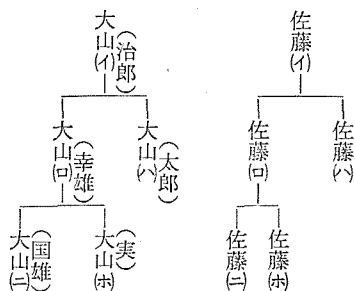 佐藤(イ)
佐藤(ハ)
佐藤(ロ)
佐藤(ホ)
佐藤(ニ)
大山(イ)(治郎)
大山(ハ)(太郎)
大山(ロ)(幸雄)
大山(ホ)(実)
大山(ニ)(国雄)